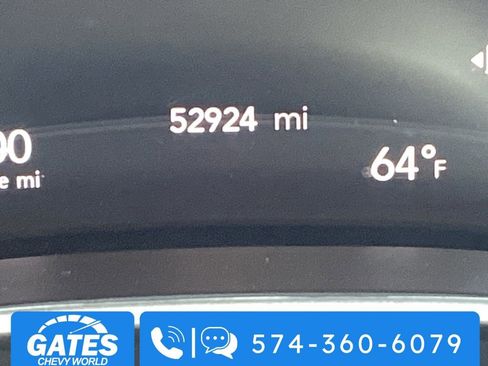 52924 mi
00
e mi
64°F
GATES
CHEVY WORLD
574-360-6079